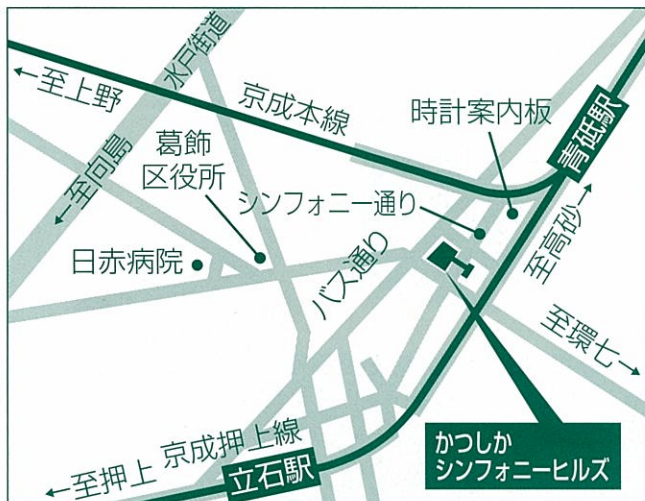 水戸街道
←至上野
京成本線
時計案内板
青砥駅
葛飾
区役所
←至向島
シンフォニー通り
至高砂→
日赤病院
バス通り
至環七→
かつしか
シンフォニーヒルズ
京成押上線
←至押上
立石駅